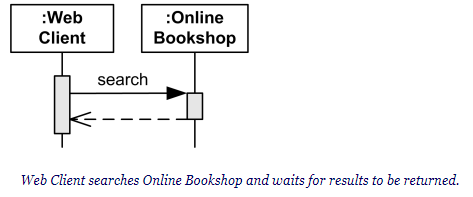 :Web
Client
:Online
Bookshop
search
Web Client searches Online Bookshop and waits for results to be returned.